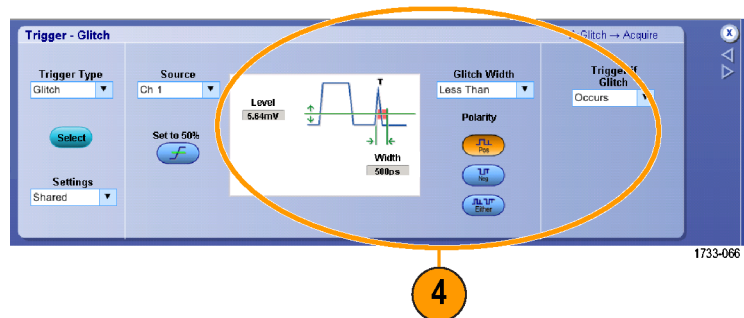 Trigger - Glitch
Glitch → Acquire
x
Trigger Type
Glitch
Select
Settings
Shared
Source
Ch 1
Set to 50%
Level
5.64mV
T
Width
500ps
Glitch Width
Less Than
Polarity
Pos
Neg
Either
Trigger if
Glitch
Occurs
1733-066
4